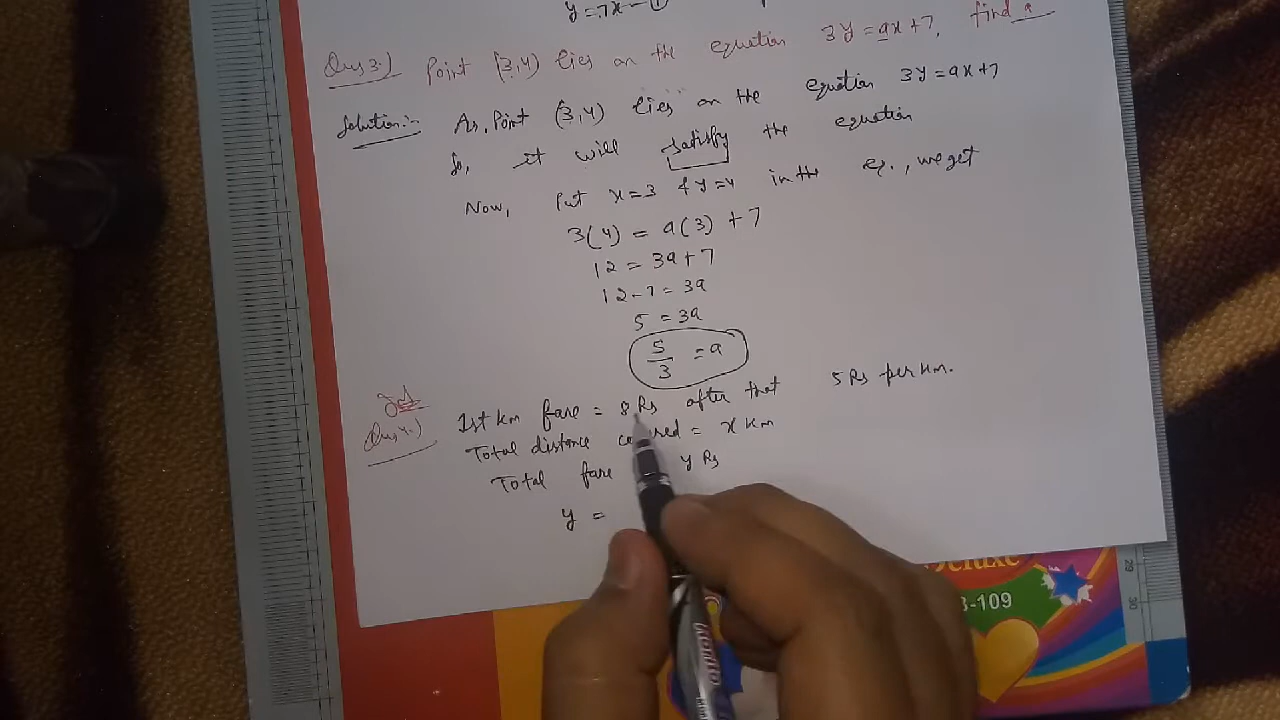 y = 7x — ①
Ques 3.) Point (3,4) lies on the equation 3y = ax + 7, find a
Solution:- As, Point (3,4) lies on the equation 3y = ax + 7
So, it will satisfy the equation
Now, Put x = 3 & y = 4 in the eq., we get
3(4) = a(3) + 7
12 = 3a + 7
12 - 7 = 3a
5 = 3a
5/3 = a
Ques 4.) 1st km fare = 8 Rs after that 5 Rs per km.
Total distance covered = x km
Total fare y Rs
y =
Deluxe
-109
29
30